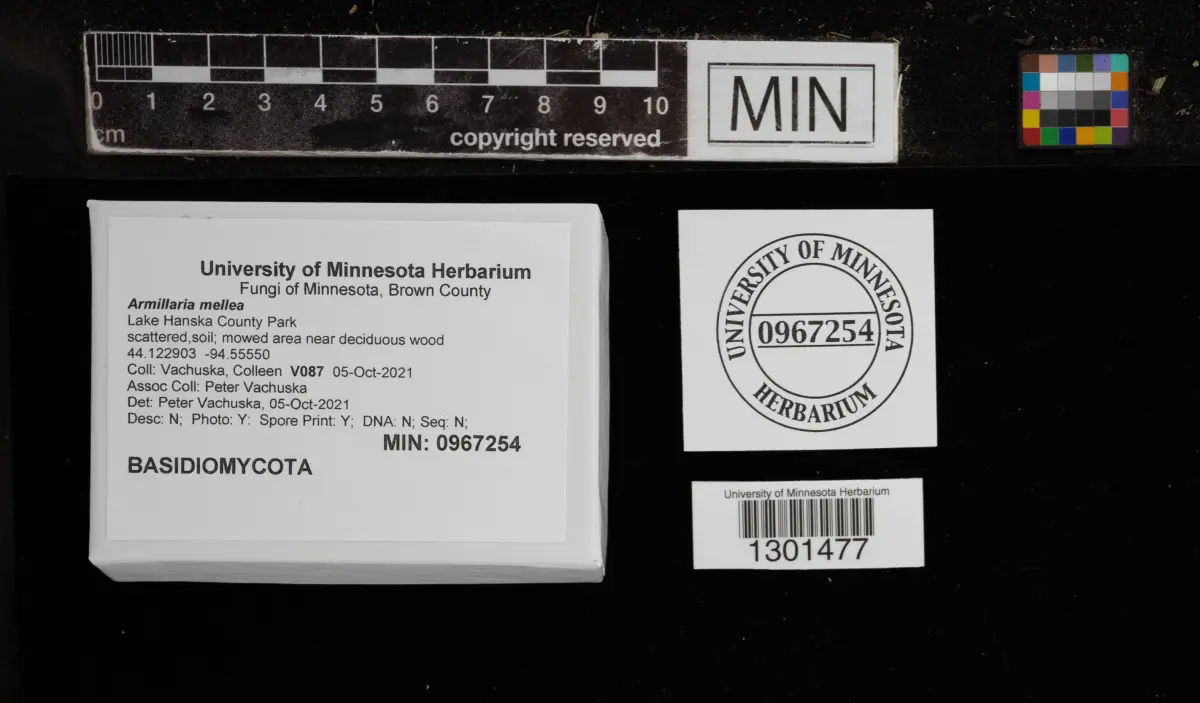 0 1 2 3 4 5 6 7 8 9 10
cm
copyright reserved
MIN
University of Minnesota Herbarium
Fungi of Minnesota, Brown County
Armillaria mellea
Lake Hanska County Park
scattered,soil; mowed area near deciduous wood
44.122903 -94.55550
Coll: Vachuska, Colleen V087 05-Oct-2021
Assoc Coll: Peter Vachuska
Det: Peter Vachuska, 05-Oct-2021
Desc: N; Photo: Y: Spore Print: Y; DNA: N; Seq: N;
MIN: 0967254
BASIDIOMYCOTA
UNIVERSITY OF MINNESOTA
0967254
HERBARIUM
University of Minnesota Herbarium
1301477